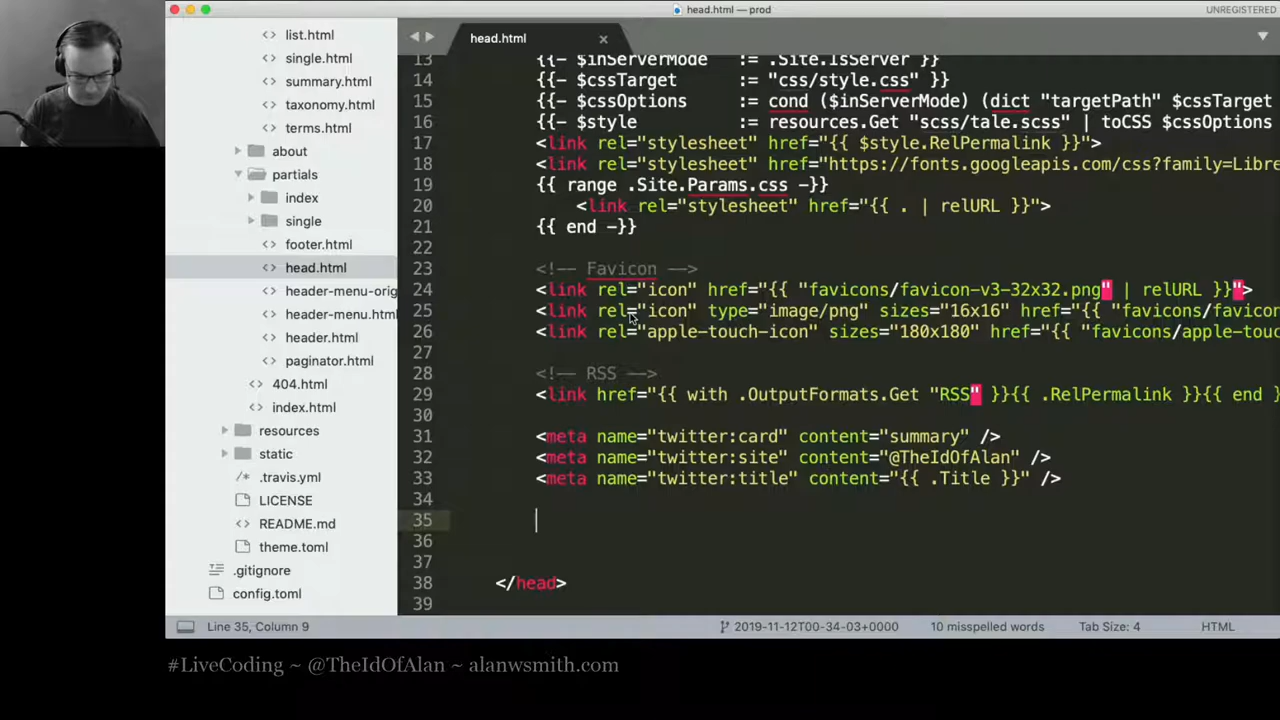 head.html — prod
UNREGISTERED
list.html
single.html
summary.html
taxonomy.html
terms.html
about
partials
index
single
footer.html
head.html
header-menu-orig
header-menu.html
header.html
paginator.html
404.html
index.html
resources
static
.travis.yml
LICENSE
README.md
theme.toml
.gitignore
config.toml
head.html
13 {{- $inServerMode := .Site.IsServer }}
14 {{- $cssTarget := "css/style.css" }}
15 {{- $cssOptions := cond ($inServerMode) (dict "targetPath" $cssTarget
16 {{- $style := resources.Get "scss/tale.scss" | toCSS $cssOptions
17 <link rel="stylesheet" href="{{ $style.RelPermalink }}">
18 <link rel="stylesheet" href="https://fonts.googleapis.com/css?family=Libre
19 {{ range .Site.Params.css -}}
20 <link rel="stylesheet" href="{{ . | relURL }}">
21 {{ end -}}
22
23 <!-- Favicon -->
24 <link rel="icon" href="{{ "favicons/favicon-v3-32x32.png" | relURL }}">
25 <link rel="icon" type="image/png" sizes="16x16" href="{{ "favicons/favicon
26 <link rel="apple-touch-icon" sizes="180x180" href="{{ "favicons/apple-touc
27
28 <!-- RSS -->
29 <link href="{{ with .OutputFormats.Get "RSS" }}{{ .RelPermalink }}{{ end }
30
31 <meta name="twitter:card" content="summary" />
32 <meta name="twitter:site" content="@TheIdOfAlan" />
33 <meta name="twitter:title" content="{{ .Title }}" />
34
35
36
37
38 </head>
39
Line 35, Column 9
2019-11-12T00-34-03+0000
10 misspelled words
Tab Size: 4
HTML
#LiveCoding ~ @TheIdOfAlan ~ alanwsmith.com